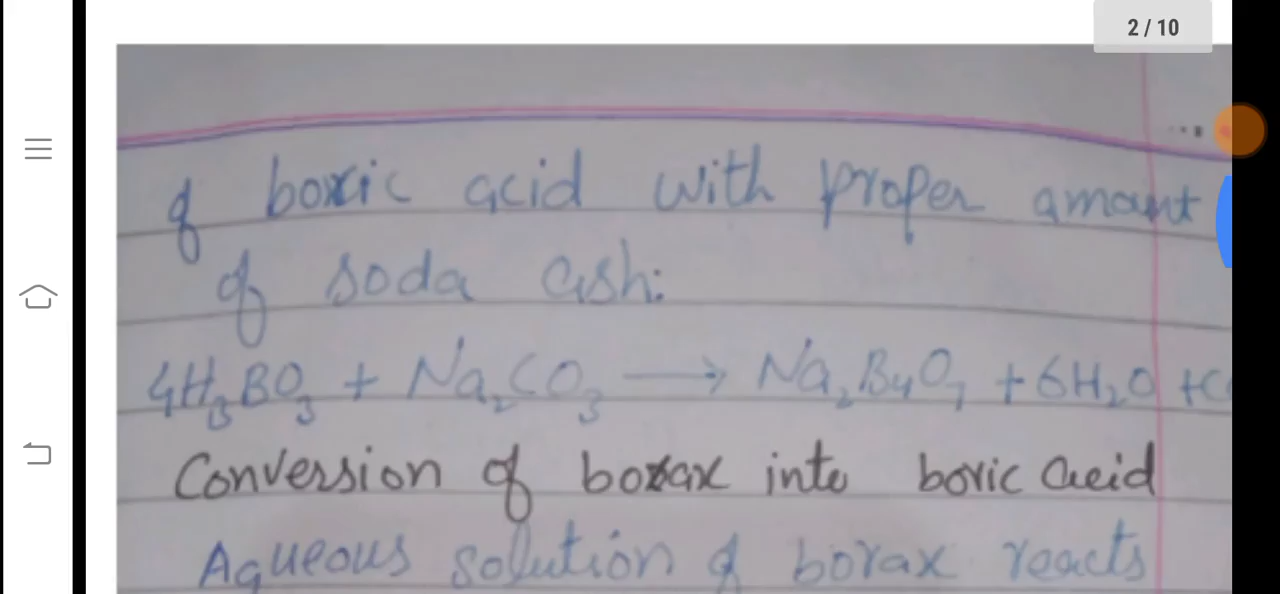 2 / 10
of boric acid with proper amount
of soda ash:
4H₃BO₃ + Na₂CO₃ → Na₂B₄O₇ + 6H₂O + C
Conversion of borax into boric acid
Aqueous solution of borax reacts